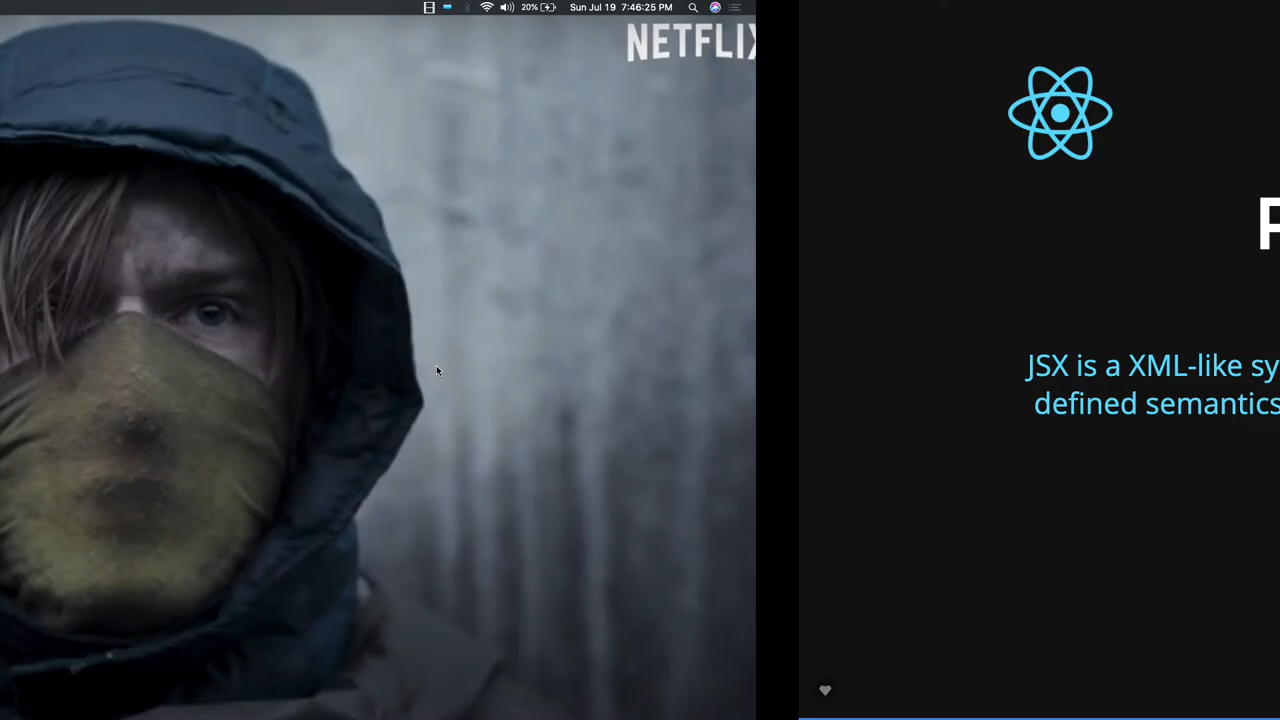 20% Sun Jul 19 7:46:25 PM
NETFLIX
JSX is a XML-like sy
defined semantics